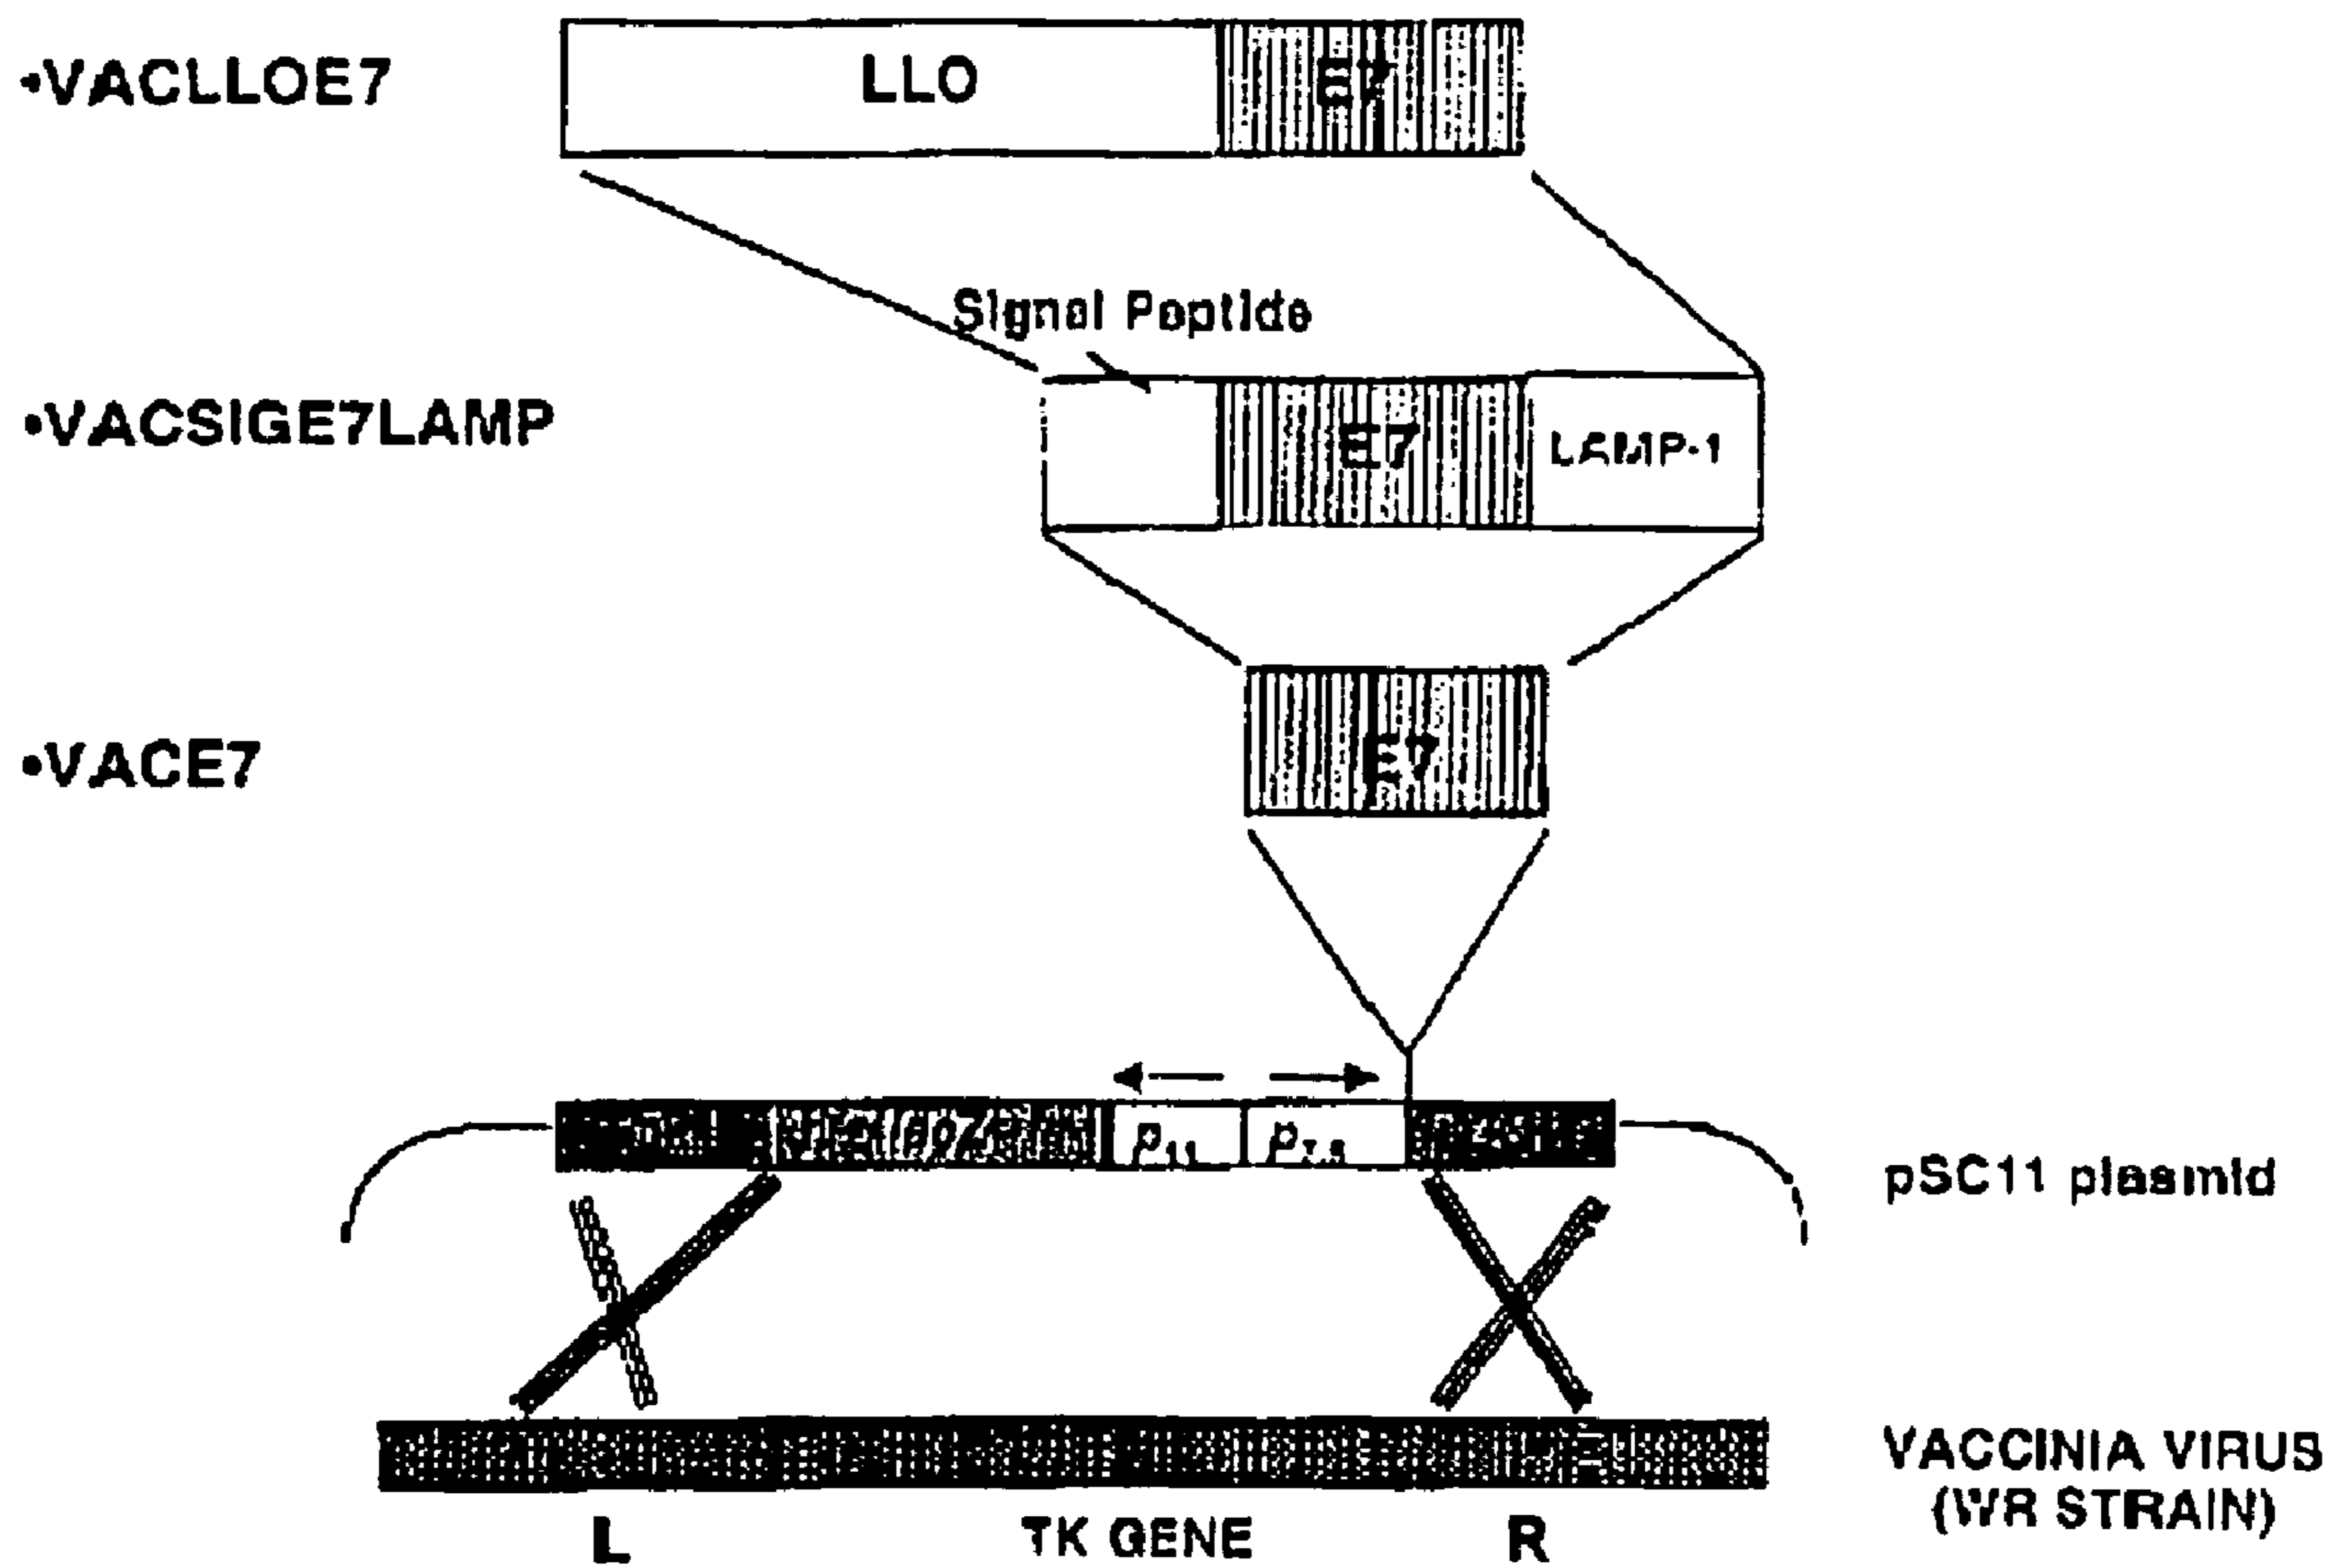 •VACLLOE7
LLO
E7
Signal Peptide
•VACSIGE7LAMP
E7
LAMP-1
•VACE7
E7
lacZ
P11
P7.5
pSC11 plasmid
VACCINIA VIRUS
(WR STRAIN)
L
TK GENE
R